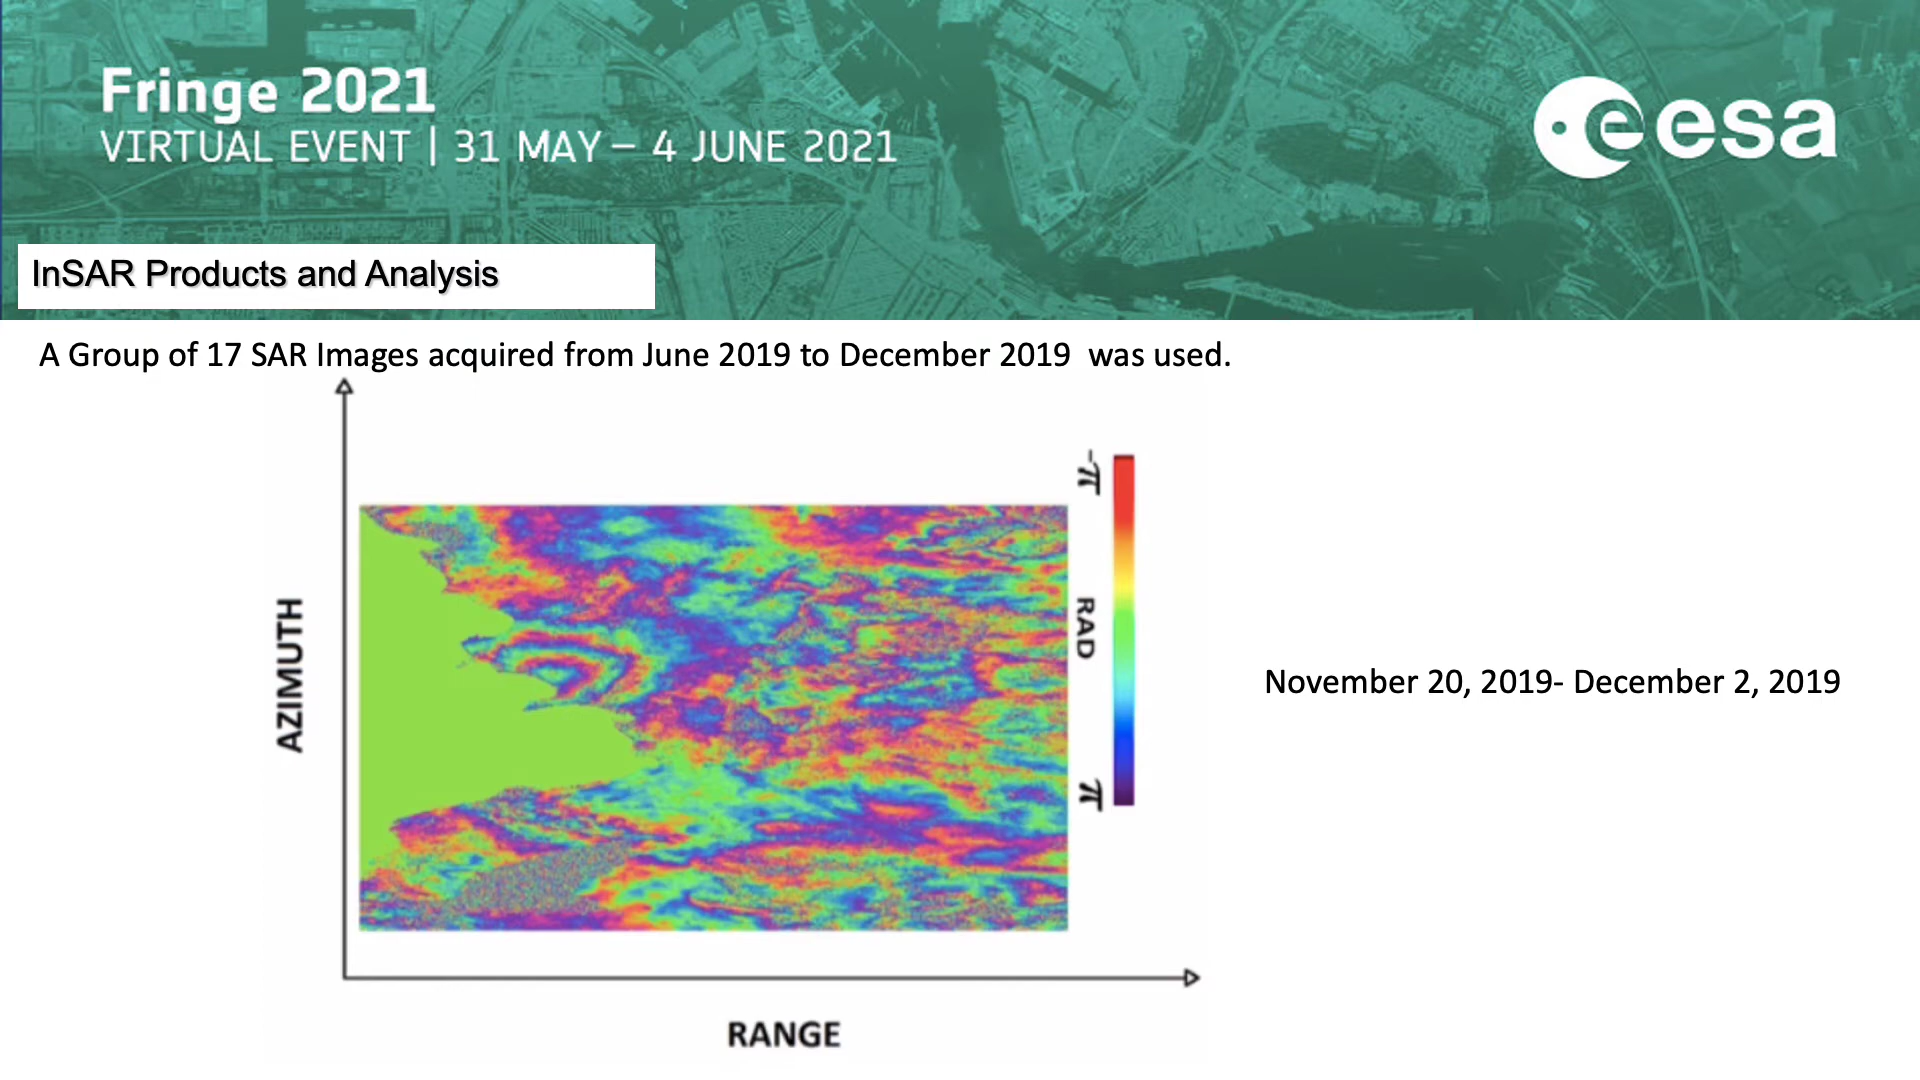 Fringe 2021
VIRTUAL EVENT | 31 MAY – 4 JUNE 2021
esa
InSAR Products and Analysis
A Group of 17 SAR Images acquired from June 2019 to December 2019 was used.
-π
RAD
π
AZIMUTH
November 20, 2019- December 2, 2019
RANGE